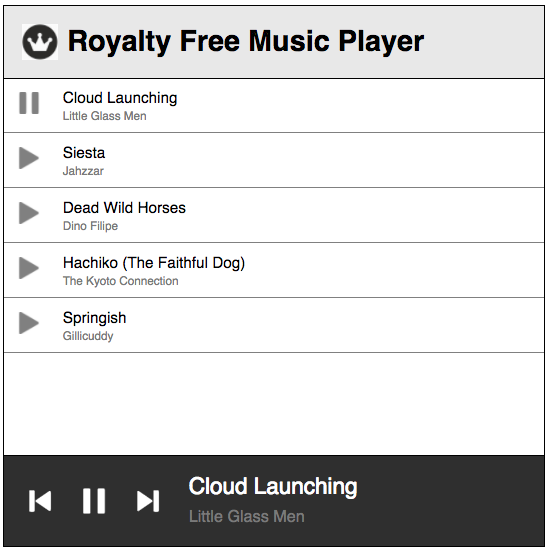 Royalty Free Music Player
Cloud Launching
Little Glass Men
Siesta
Jahzzar
Dead Wild Horses
Dino Filipe
Hachiko (The Faithful Dog)
The Kyoto Connection
Springish
Gillicuddy
Cloud Launching
Little Glass Men